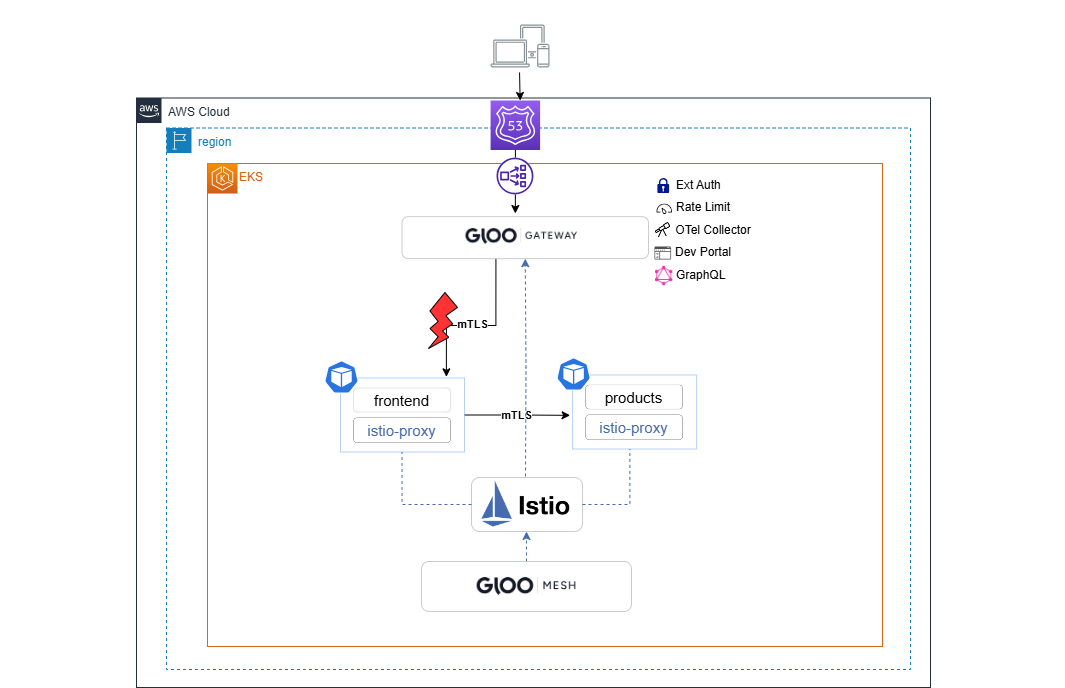 aws
AWS Cloud
53
region
EKS
Ext Auth
Rate Limit
OTel Collector
Dev Portal
GraphQL
GLOO GATEWAY
mTLS
frontend
istio-proxy
mTLS
products
istio-proxy
Istio
GLOO MESH